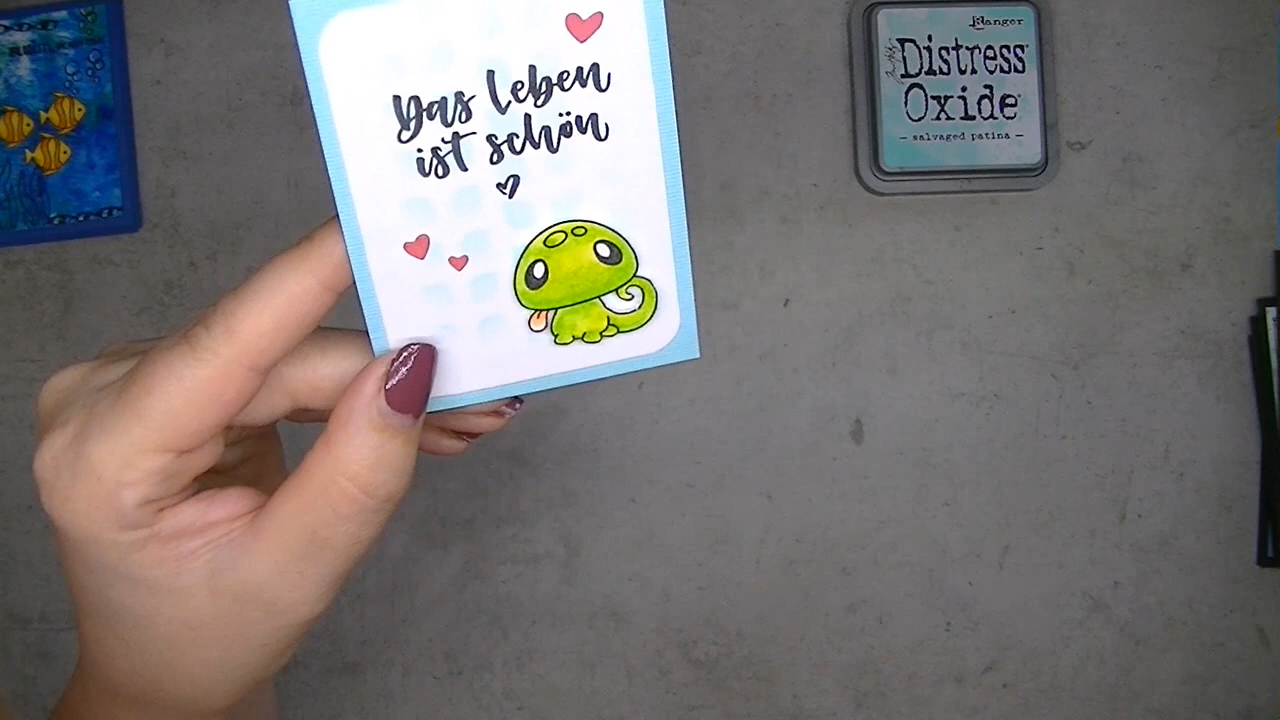 Das Leben
ist schön
Ranger
Distress
Oxide
– salvaged patina –